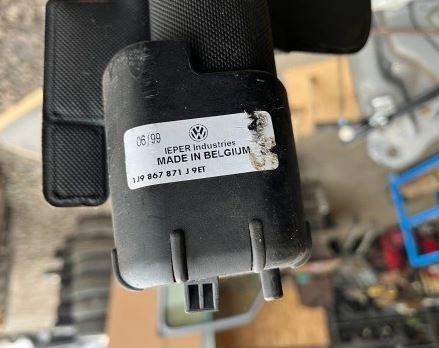 06/99
IEPER Industries
MADE IN BELGIUM
1J9 867 871 J 9ET